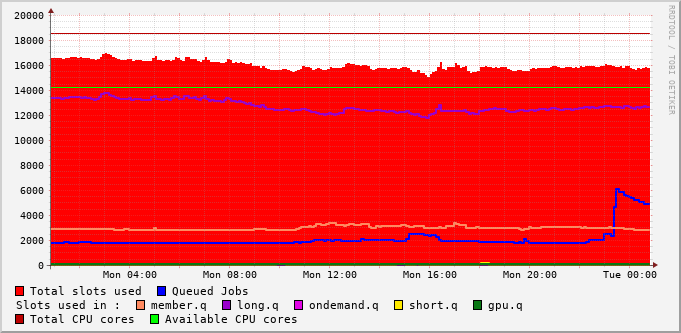 20000
18000
16000
14000
12000
10000
8000
6000
4000
2000
0
Mon 04:00 Mon 08:00 Mon 12:00 Mon 16:00 Mon 20:00 Tue 00:00
Total slots used Queued Jobs
Slots used in : member.q long.q ondemand.q short.q gpu.q
Total CPU cores Available CPU cores
RRDTOOL / TOBI OETIKER